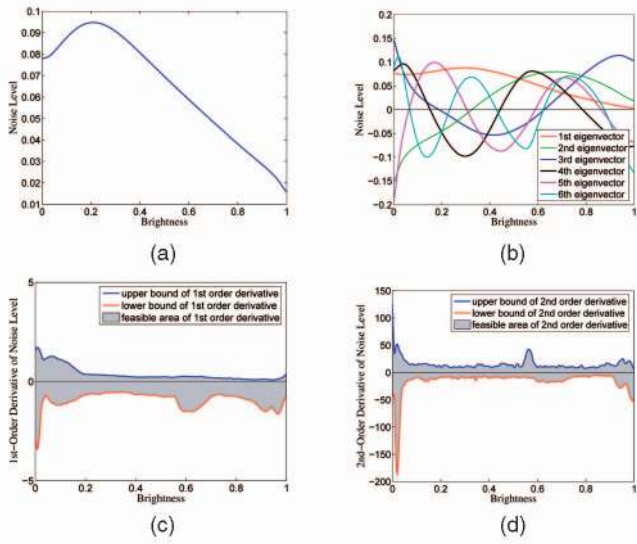 (a)
0.1
0.09
0.08
0.07
0.06
0.05
0.04
0.03
0.02
0.01
0 0.2 0.4 0.6 0.8 1
Noise Level
Brightness
(b)
0.2
0.15
0.1
0.05
0
-0.05
-0.1
-0.15
-0.2
0 0.2 0.4 0.6 0.8 1
Noise Level
Brightness
1st eigenvector
2nd eigenvector
3rd eigenvector
4th eigenvector
5th eigenvector
6th eigenvector
(c)
5
0
-5
0 0.2 0.4 0.6 0.8 1
1st-Order Derivative of Noise Level
Brightness
upper bound of 1st order derivative
lower bound of 1st order derivative
feasible area of 1st order derivative
(d)
150
100
50
0
-50
-100
-150
-200
0 0.2 0.4 0.6 0.8 1
2nd-Order Derivative of Noise Level
Brightness
upper bound of 2nd order derivative
lower bound of 2nd order derivative
feasible area of 2nd order derivative